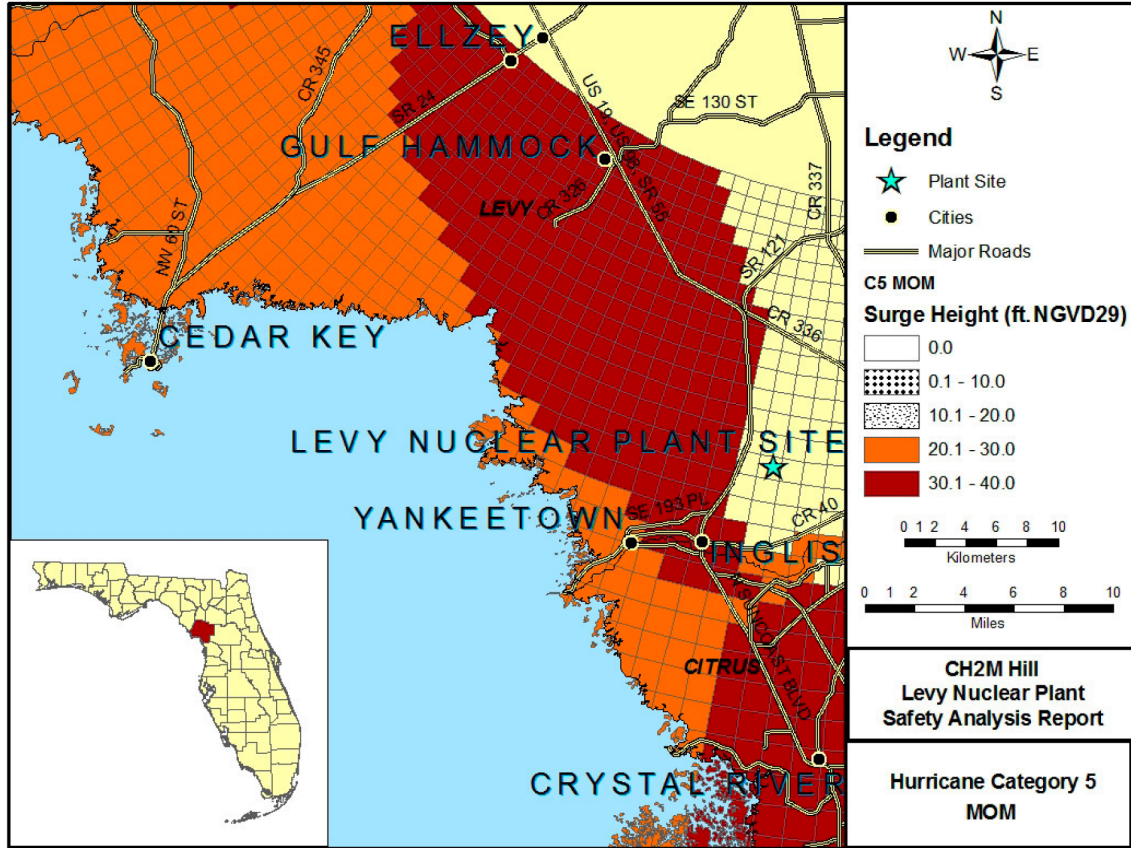 ELLZEY
CR 345
SR 24
US 19, US 98, SR 55
SE 130 ST
GULF HAMMOCK
LEVY
CR 326
CR 337
NW 60 ST
SR 121
CR 336
CEDAR KEY
LEVY NUCLEAR PLANT SITE
SE 193 PL
CR 40
YANKEETOWN
INGLIS
SUNCOAST BLVD
CITRUS
CRYSTAL RIVER
N
W E
S
Legend
Plant Site
Cities
Major Roads
C5 MOM
Surge Height (ft. NGVD29)
0.0
0.1 - 10.0
10.1 - 20.0
20.1 - 30.0
30.1 - 40.0
0 1 2 4 6 8 10
Kilometers
0 1 2 4 6 8 10
Miles
CH2M Hill
Levy Nuclear Plant
Safety Analysis Report
Hurricane Category 5
MOM